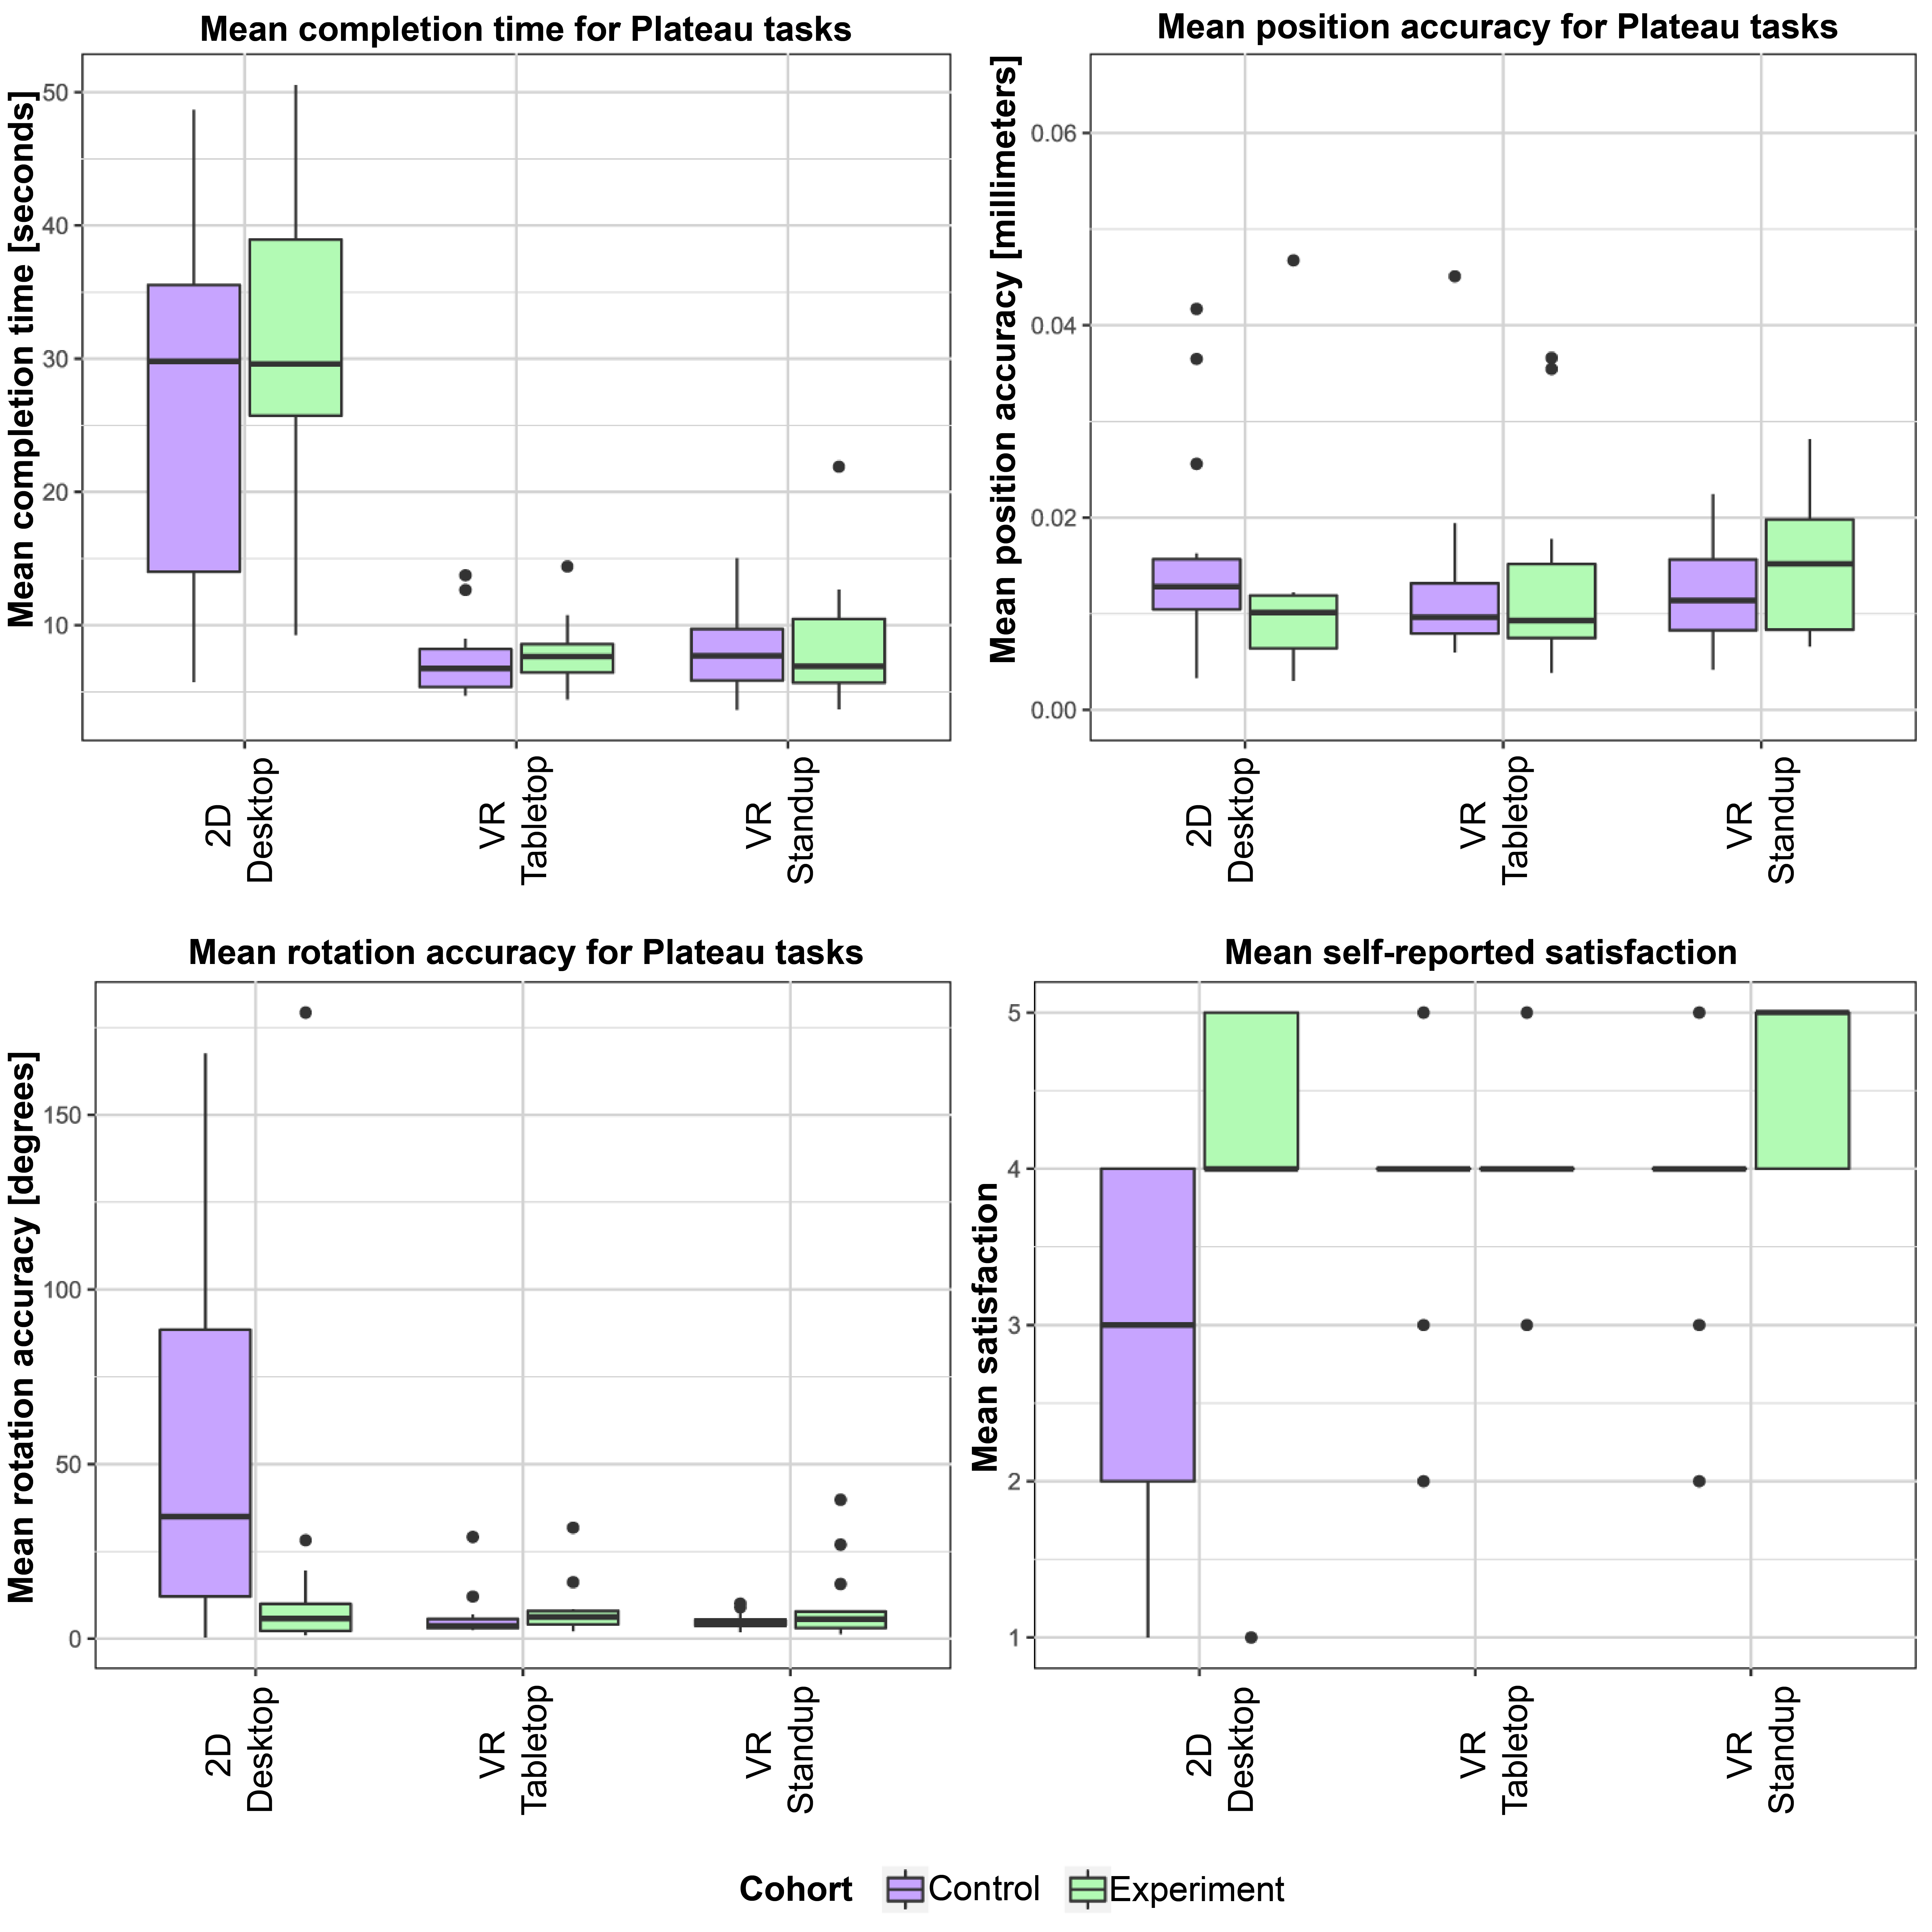 Mean completion time for Plateau tasks
Mean completion time [seconds]
50
40
30
20
10
2D
Desktop
VR
Tabletop
VR
Standup
Mean position accuracy for Plateau tasks
Mean position accuracy [millimeters]
0.06
0.04
0.02
0.00
2D
Desktop
VR
Tabletop
VR
Standup
Mean rotation accuracy for Plateau tasks
Mean rotation accuracy [degrees]
150
100
50
0
2D
Desktop
VR
Tabletop
VR
Standup
Mean self-reported satisfaction
Mean satisfaction
5
4
3
2
1
2D
Desktop
VR
Tabletop
VR
Standup
Cohort Control Experiment